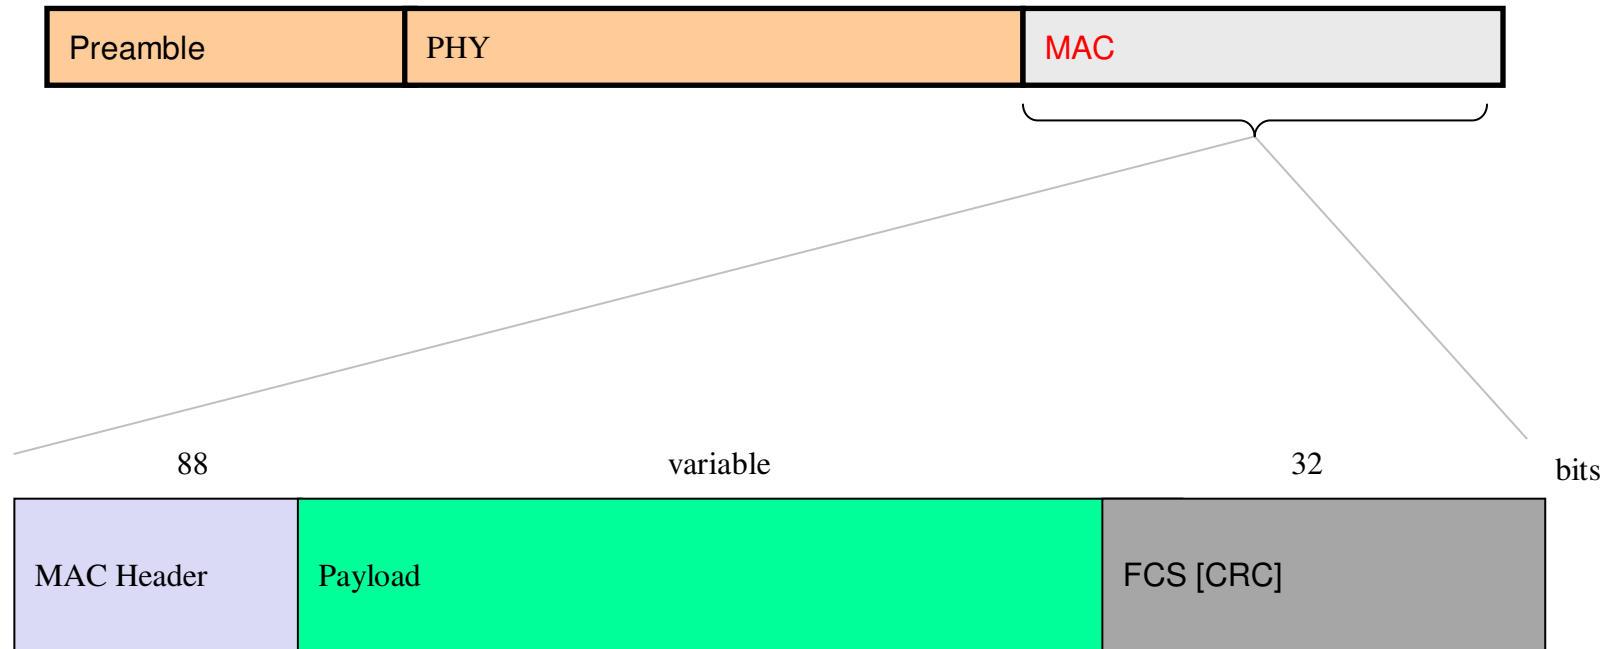 Preamble PHY MAC
88 variable 32 bits
MAC Header Payload FCS [CRC]